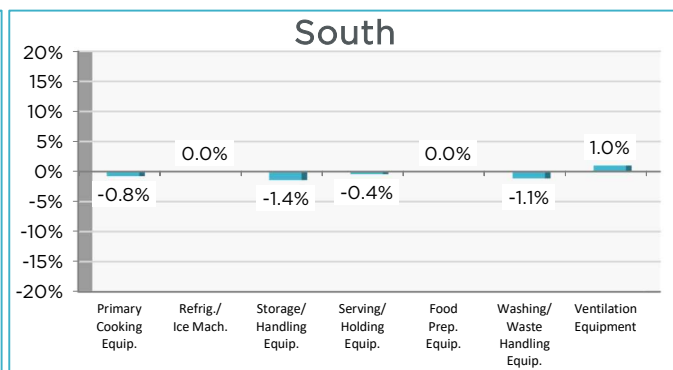 South
20%
15%
10%
5%
0%
-5%
-10%
-15%
-20%
-0.8%
0.0%
-1.4%
-0.4%
0.0%
-1.1%
1.0%
Primary
Cooking
Equip.
Refrig./
Ice Mach.
Storage/
Handling
Equip.
Serving/
Holding
Equip.
Food
Prep.
Equip.
Washing/
Waste
Handling
Equip.
Ventilation
Equipment